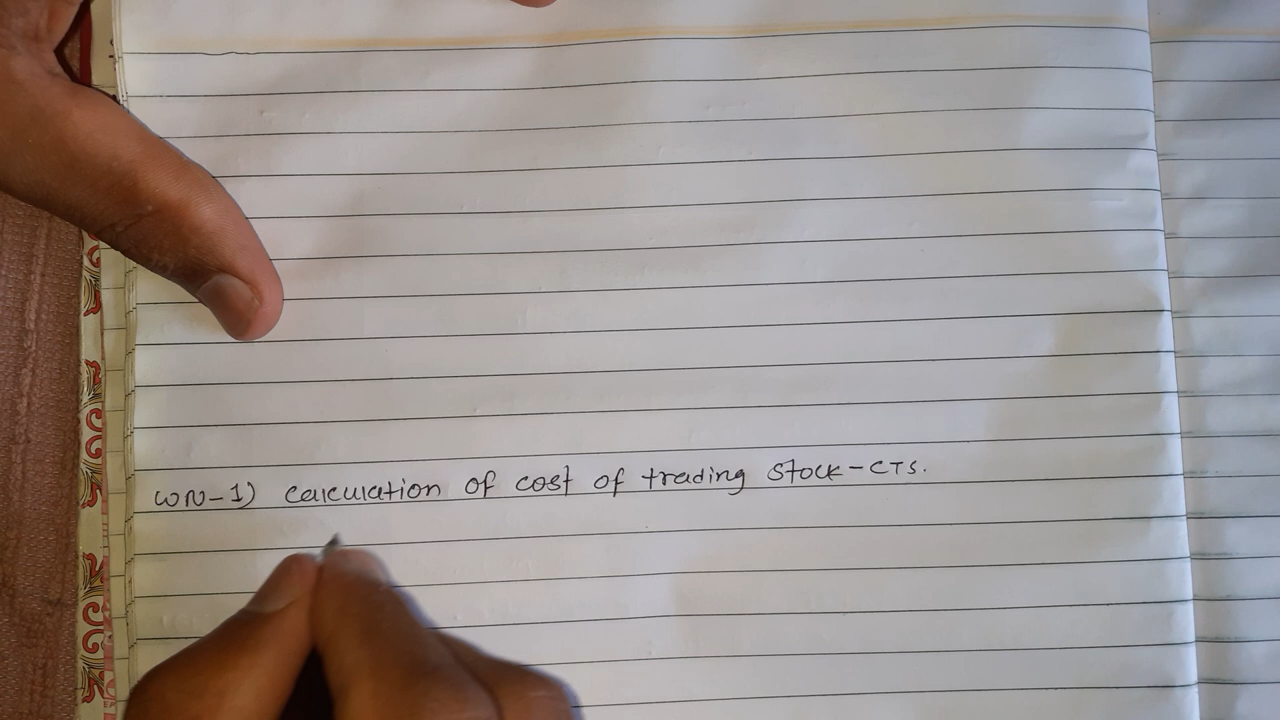 WN-1) Calculation of cost of trading Stock-CTS.